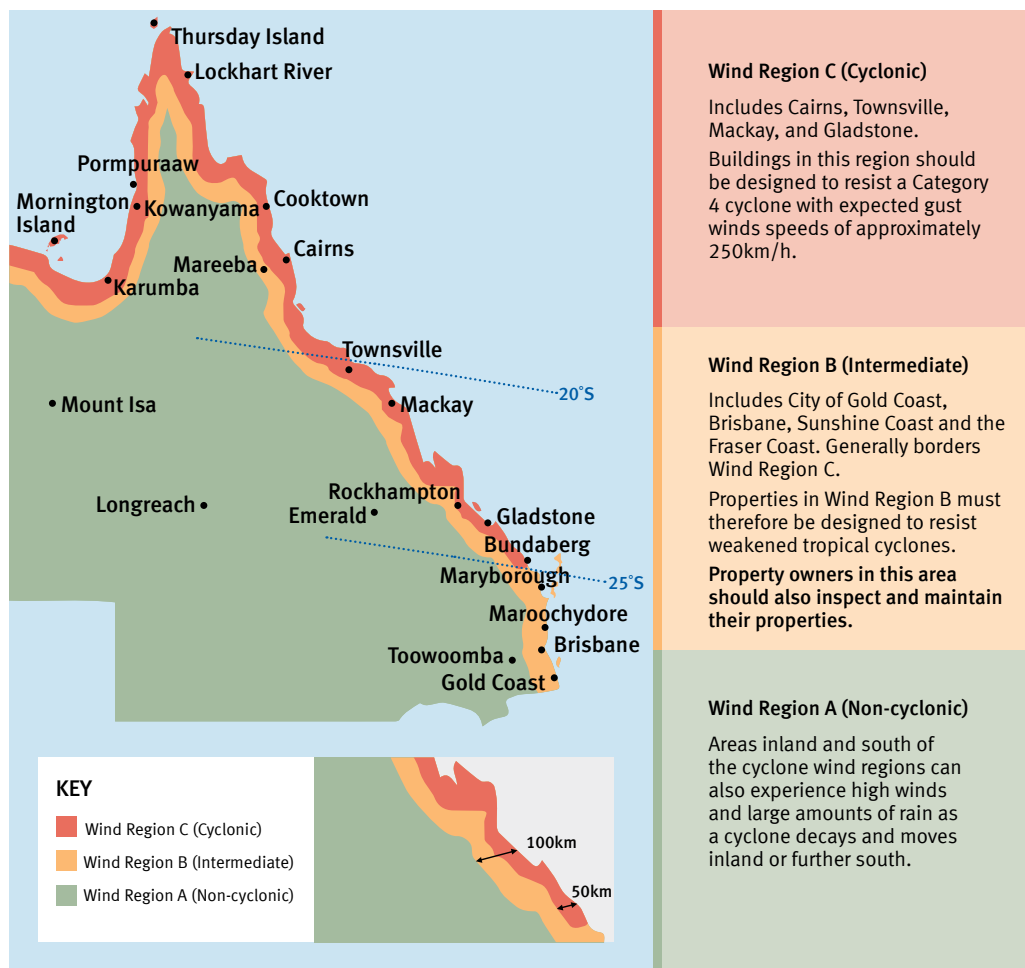 Thursday Island
Lockhart River
Pormpuraaw
Mornington
Island
Kowanyama
Cooktown
Cairns
Mareeba
Karumba
Townsville
20°S
Mount Isa
Mackay
Longreach
Rockhampton
Emerald
Gladstone
Bundaberg
Maryborough
25°S
Maroochydore
Brisbane
Toowoomba
Gold Coast
KEY
Wind Region C (Cyclonic)
Wind Region B (Intermediate)
Wind Region A (Non-cyclonic)
100km
50km
Wind Region C (Cyclonic)
Includes Cairns, Townsville,
Mackay, and Gladstone.
Buildings in this region should
be designed to resist a Category
4 cyclone with expected gust
winds speeds of approximately
250km/h.
Wind Region B (Intermediate)
Includes City of Gold Coast,
Brisbane, Sunshine Coast and the
Fraser Coast. Generally borders
Wind Region C.
Properties in Wind Region B must
therefore be designed to resist
weakened tropical cyclones.
Property owners in this area
should also inspect and maintain
their properties.
Wind Region A (Non-cyclonic)
Areas inland and south of
the cyclone wind regions can
also experience high winds
and large amounts of rain as
a cyclone decays and moves
inland or further south.